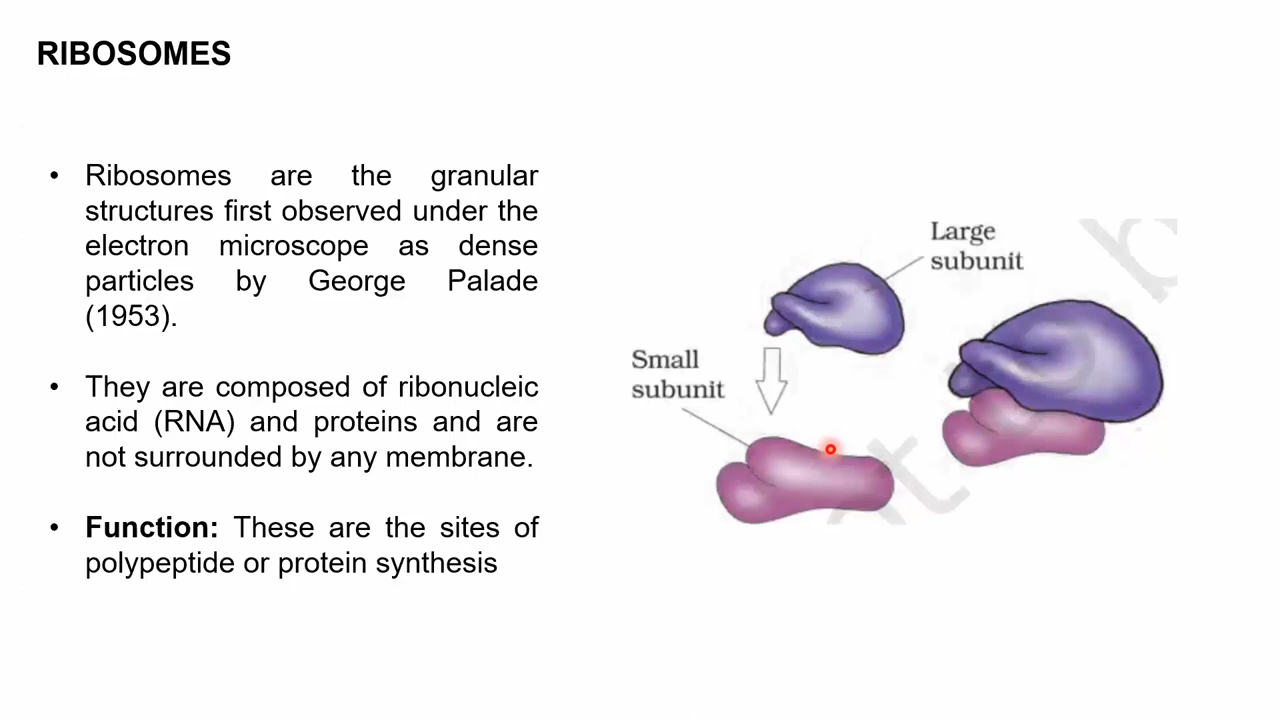 RIBOSOMES
• Ribosomes are the granular
structures first observed under the
electron microscope as dense
particles by George Palade
(1953).
• They are composed of ribonucleic
acid (RNA) and proteins and are
not surrounded by any membrane.
• Function: These are the sites of
polypeptide or protein synthesis
Large
subunit
Small
subunit